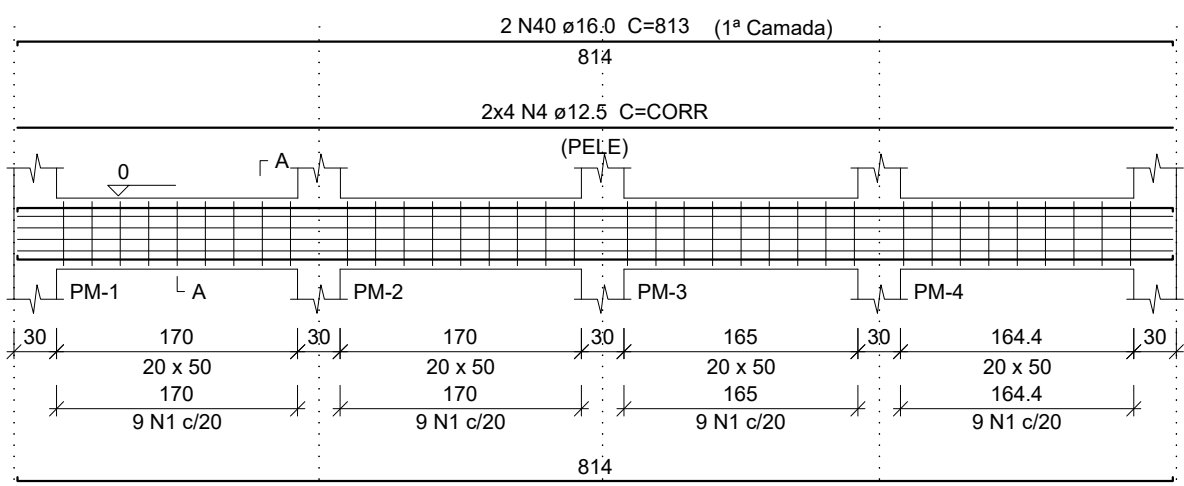 2 N40 ø16.0 C=813 (1ª Camada)
814
2x4 N4 ø12.5 C=CORR
(PELE)
A
0
PM-1 A PM-2 PM-3 PM-4
30 170 30 170 30 165 30 164.4 30
20 x 50 20 x 50 20 x 50 20 x 50
170 170 165 164.4
9 N1 c/20 9 N1 c/20 9 N1 c/20 9 N1 c/20
814